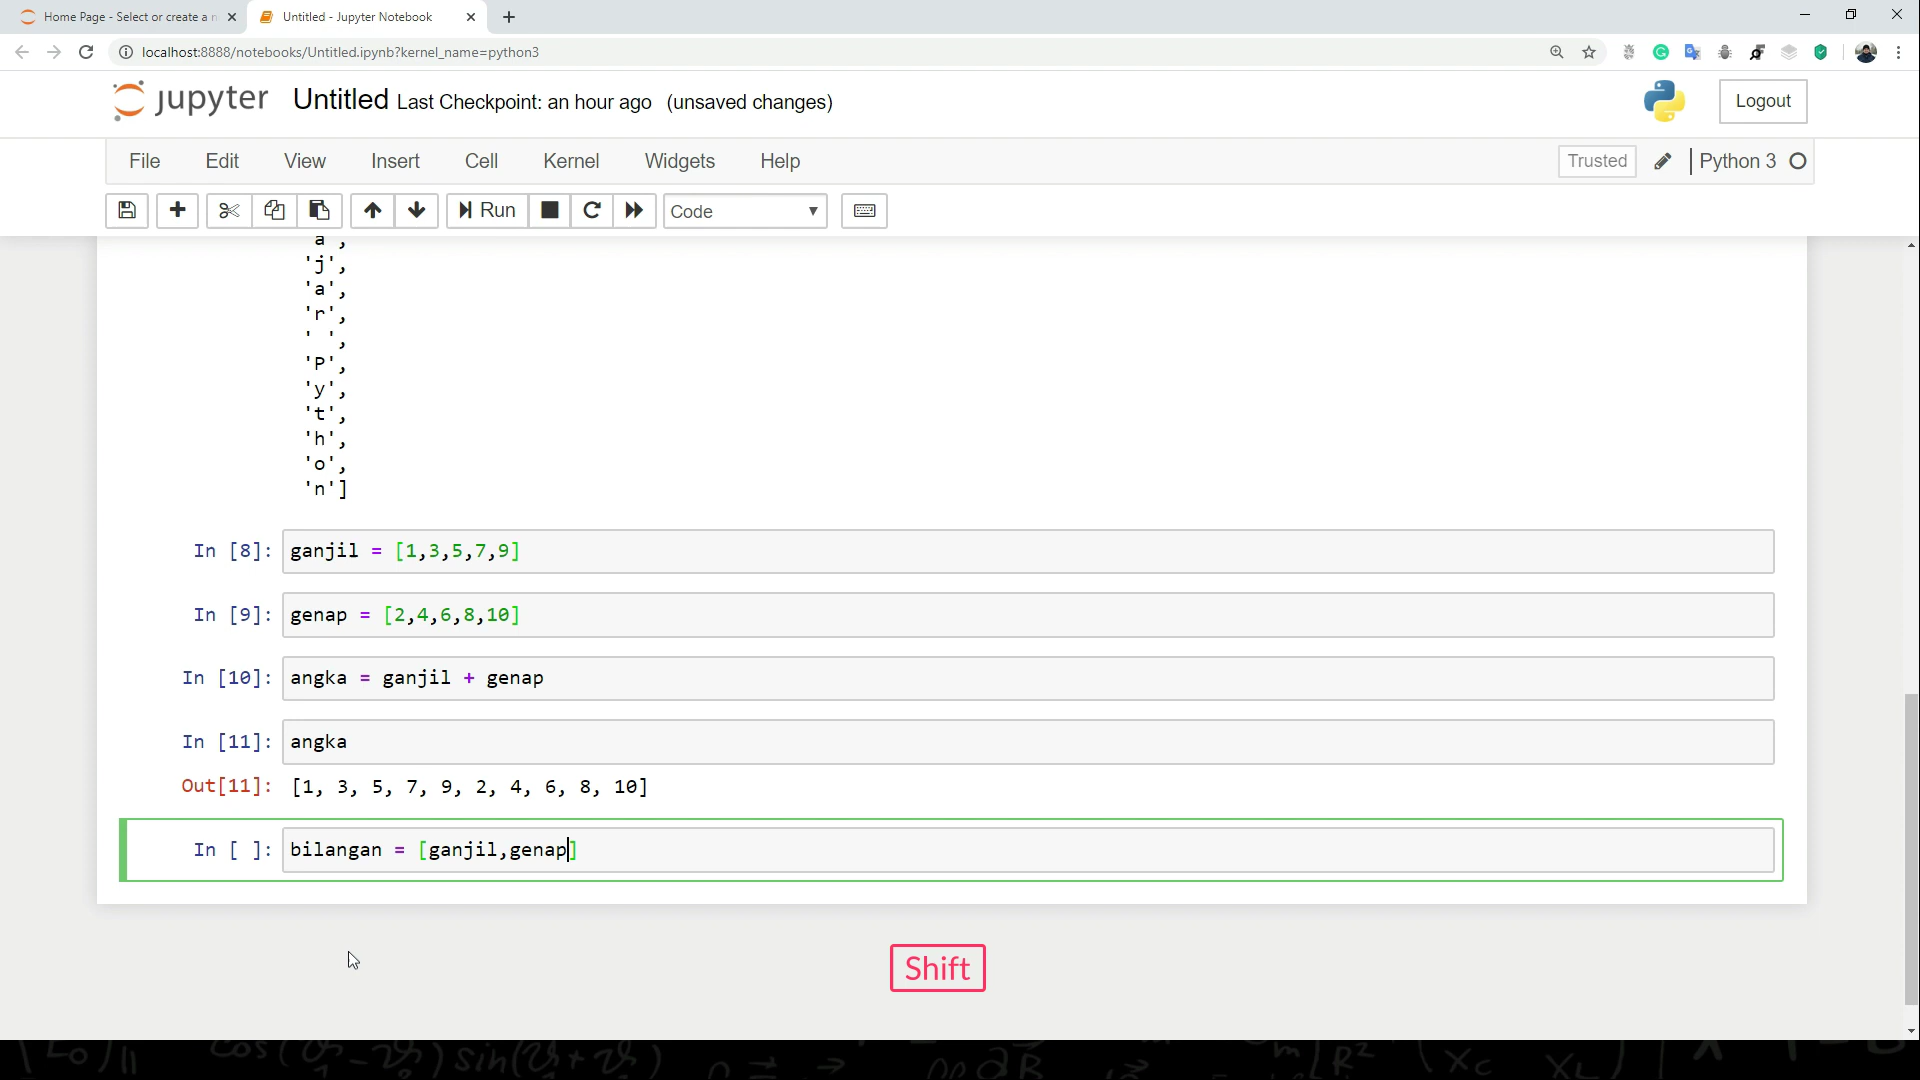 Home Page - Select or create a n
Untitled - Jupyter Notebook
localhost:8888/notebooks/Untitled.ipynb?kernel_name=python3
jupyter Untitled Last Checkpoint: an hour ago (unsaved changes)
Logout
File Edit View Insert Cell Kernel Widgets Help
Trusted Python 3
Run Code
a',
'j',
'a',
'r',
' ',
'P',
'y',
't',
'h',
'o',
'n']
In [8]: ganjil = [1,3,5,7,9]
In [9]: genap = [2,4,6,8,10]
In [10]: angka = ganjil + genap
In [11]: angka
Out[11]: [1, 3, 5, 7, 9, 2, 4, 6, 8, 10]
In [ ]: bilangan = [ganjil,genap]
Shift